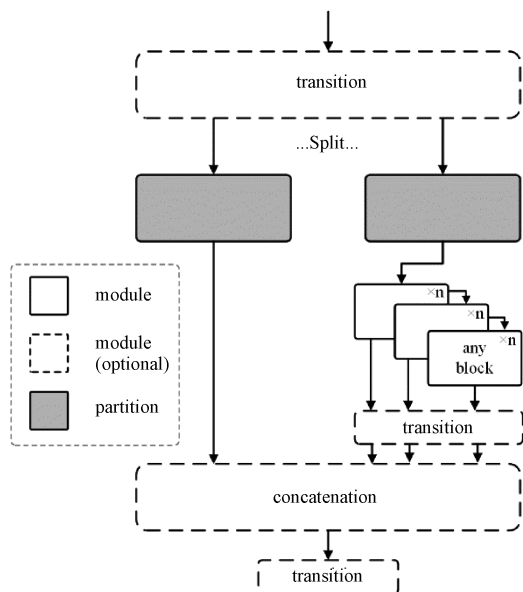 transition
...Split...
module
module
(optional)
partition
×n
×n
×n
any
block
transition
concatenation
transition